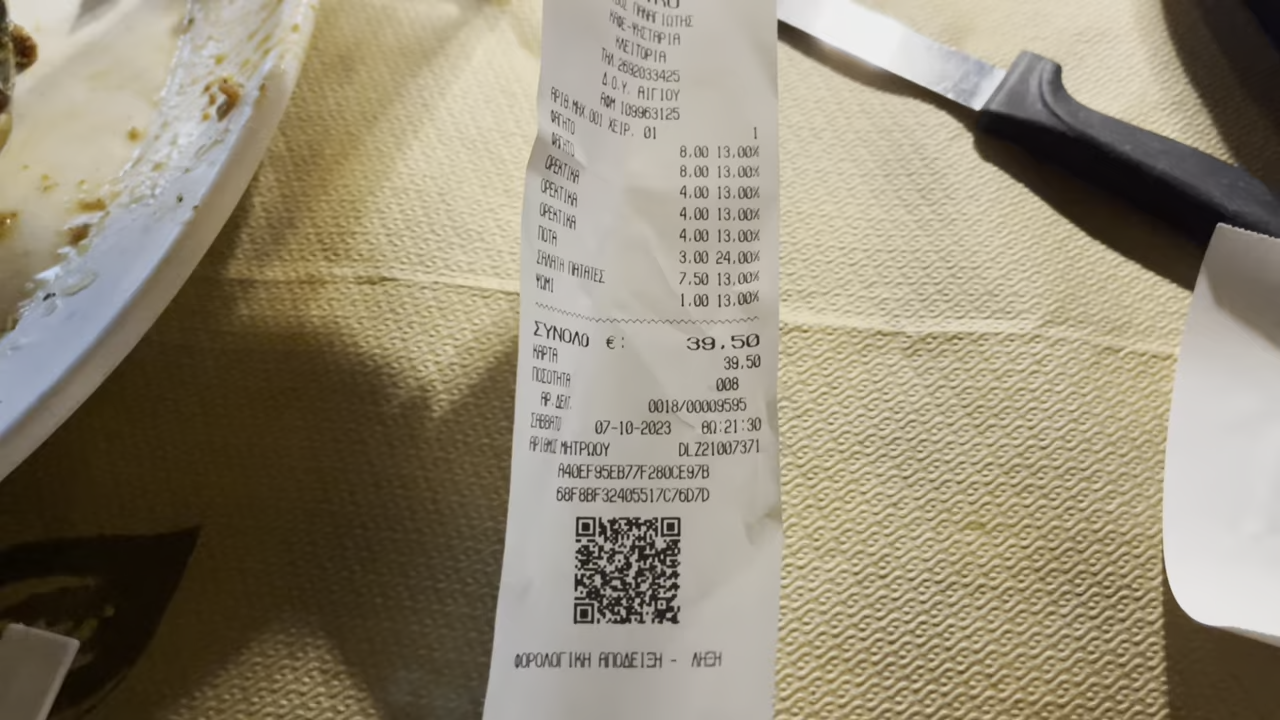 ΠΑΝΑΓΙΩΤΗΣ
ΚΑΦΕ-ΨΗΣΤΑΡΙΑ
ΚΛΕΙΤΟΡΙΑ
ΤΗΛ 2692033425
Δ.Ο.Υ. ΑΙΓΙΟΥ
ΑΦΜ 109963125
ΑΡΙΘ.ΜΗΧ.001 ΧΕΙΡ. 01 1
ΦΑΓΗΤΟ 8,00 13,00%
ΦΑΓΗΤΟ 8,00 13,00%
ΟΡΕΚΤΙΚΑ 4,00 13,00%
ΟΡΕΚΤΙΚΑ 4,00 13,00%
ΟΡΕΚΤΙΚΑ 4,00 13,00%
ΠΟΤΑ 3,00 24,00%
ΣΑΛΑΤΑ ΠΑΤΑΤΕΣ 7,50 13,00%
ΨΩΜΙ 1,00 13,00%
ΣΥΝΟΛΟ €: 39,50
ΚΑΡΤΑ 39,50
ΠΟΣΟΤΗΤΑ 008
ΑΡ.ΔΕΛΤ. 0018/00009595
ΣΑΒΒΑΤΟ 07-10-2023 ΘΩ:21:30
ΑΡΙΘΜΟΣ ΜΗΤΡΩΟΥ DLZ21007371
A40EF95EB77F280CE97B
68F8BF32405517C76D7D
ΦΟΡΟΛΟΓΙΚΗ ΑΠΟΔΕΙΞΗ - ΛΗΞΗ